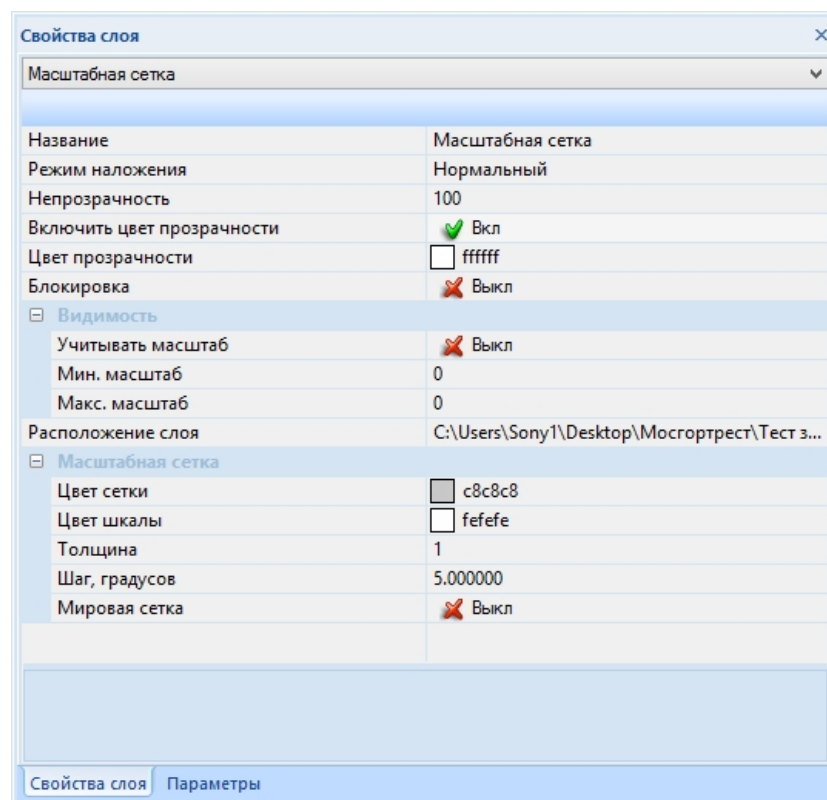 Свойства слоя
Масштабная сетка
Название Масштабная сетка
Режим наложения Нормальный
Непрозрачность 100
Включить цвет прозрачности Вкл
Цвет прозрачности ffffff
Блокировка Выкл
Видимость
Учитывать масштаб Выкл
Мин. масштаб 0
Макс. масштаб 0
Расположение слоя C:\Users\Sony1\Desktop\Мосгортрест\Тест з...
Масштабная сетка
Цвет сетки c8c8c8
Цвет шкалы fefefe
Толщина 1
Шаг, градусов 5.000000
Мировая сетка Выкл
Свойства слоя Параметры